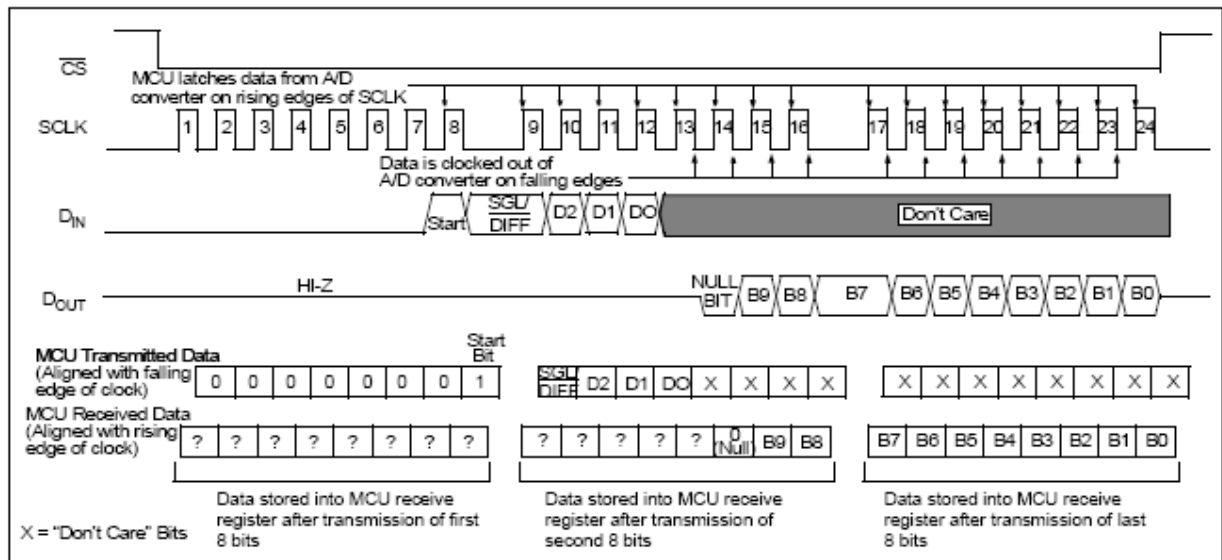 CS
MCU latches data from A/D
converter on rising edges of SCLK
SCLK
1 2 3 4 5 6 7 8 9 10 11 12 13 14 15 16 17 18 19 20 21 22 23 24
Data is clocked out of
A/D converter on falling edges
DIN
Start SGL/ DIFF D2 D1 DO Don't Care
DOUT
HI-Z
NULL BIT B9 B8 B7 B6 B5 B4 B3 B2 B1 B0
MCU Transmitted Data
(Aligned with falling
edge of clock)
Start
Bit
0 0 0 0 0 0 0 1 SGL/ DIFF D2 D1 DO X X X X X X X X X X X X
MCU Received Data
(Aligned with rising
edge of clock)
? ? ? ? ? ? ? ? ? ? ? ? ? 0 (Null) B9 B8 B7 B6 B5 B4 B3 B2 B1 B0
Data stored into MCU receive
register after transmission of first
8 bits
Data stored into MCU receive
register after transmission of
second 8 bits
Data stored into MCU receive
register after transmission of last
8 bits
X = "Don't Care" Bits